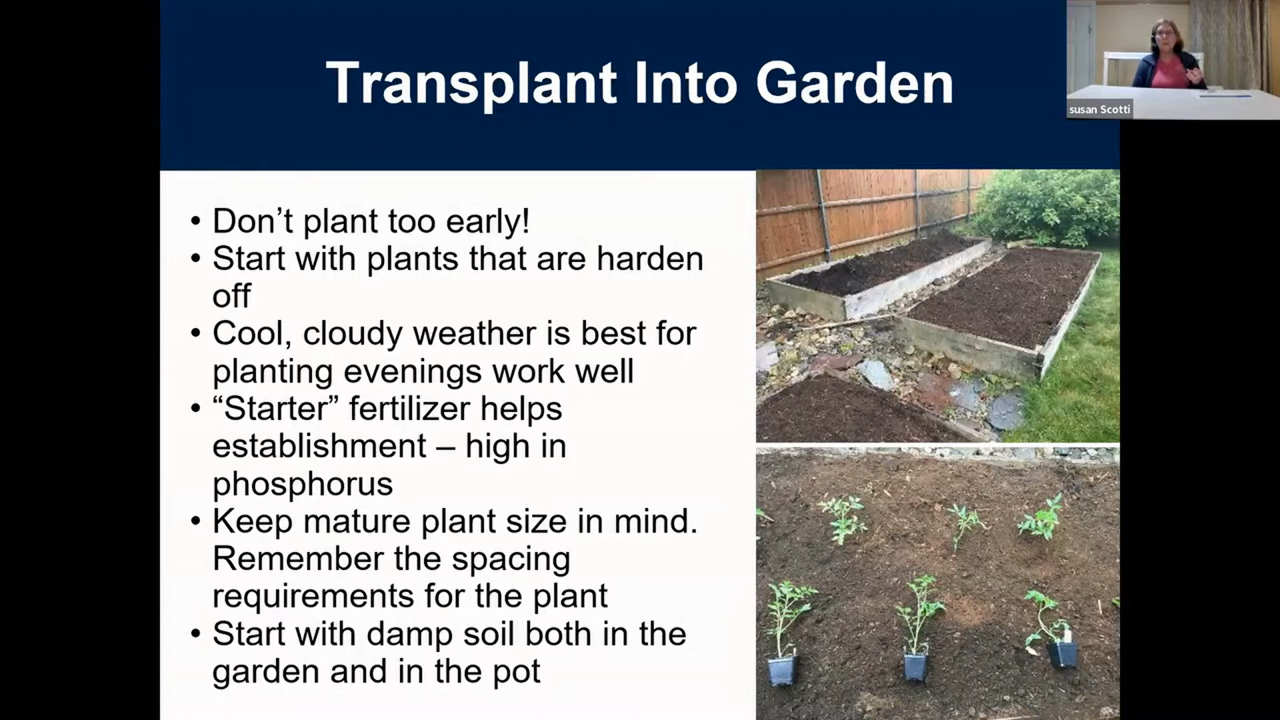 Transplant Into Garden
susan Scotti
• Don’t plant too early!
• Start with plants that are harden
off
• Cool, cloudy weather is best for
planting evenings work well
• “Starter” fertilizer helps
establishment – high in
phosphorus
• Keep mature plant size in mind.
Remember the spacing
requirements for the plant
• Start with damp soil both in the
garden and in the pot